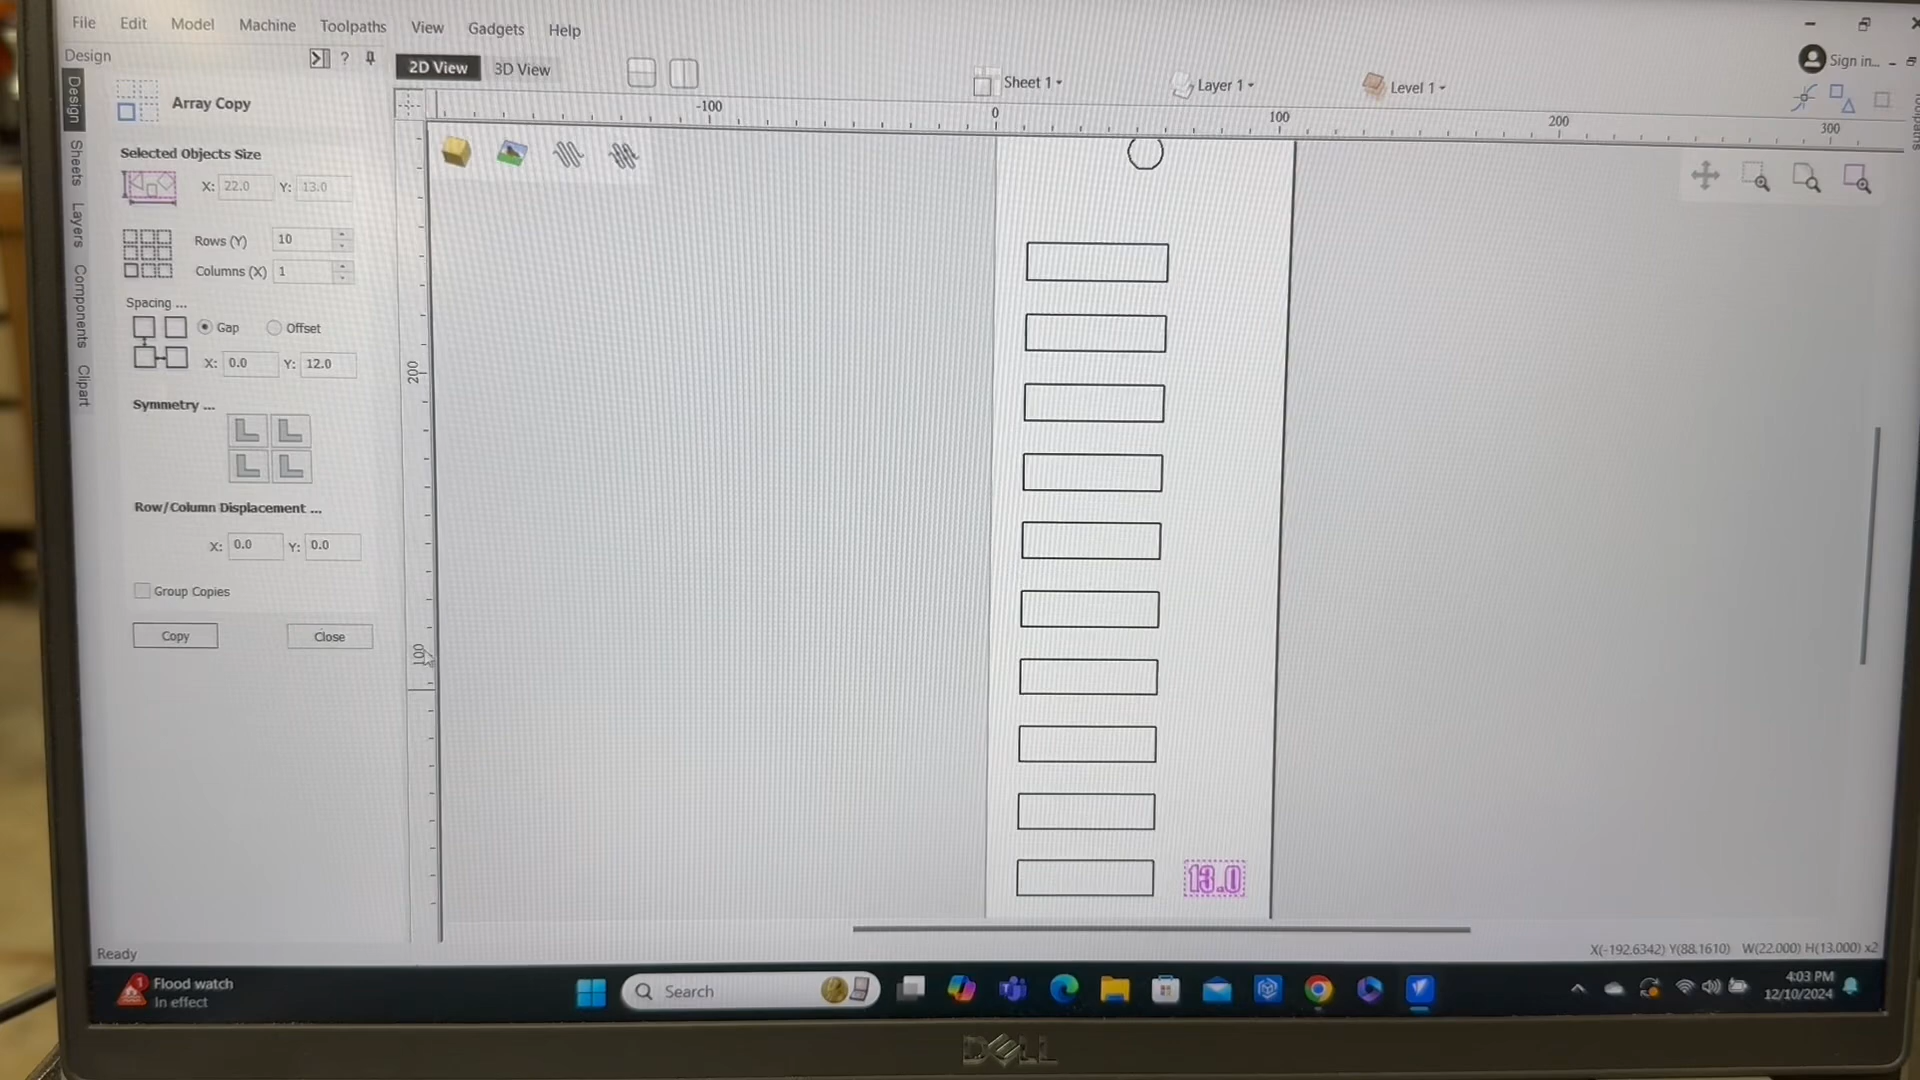 File Edit Model Machine Toolpaths View Gadgets Help
Design
2D View 3D View
Sheet 1
Layer 1
Level 1
Sign in...
Array Copy
-100 0 100 200 300
Design
Sheets
Layers
Components
Clipart
Selected Objects Size
X: 22.0 Y: 13.0
Rows (Y) 10
Columns (X) 1
Spacing ...
Gap Offset
X: 0.0 Y: 12.0
200
Symmetry ...
Row/Column Displacement ...
X: 0.0 Y: 0.0
Group Copies
Copy Close
100
13.0
Ready
X(-192.6342) Y(88.1610) W(22.000) H(13.000) x2
1
Flood watch
In effect
Search
4:03 PM
12/10/2024
DELL